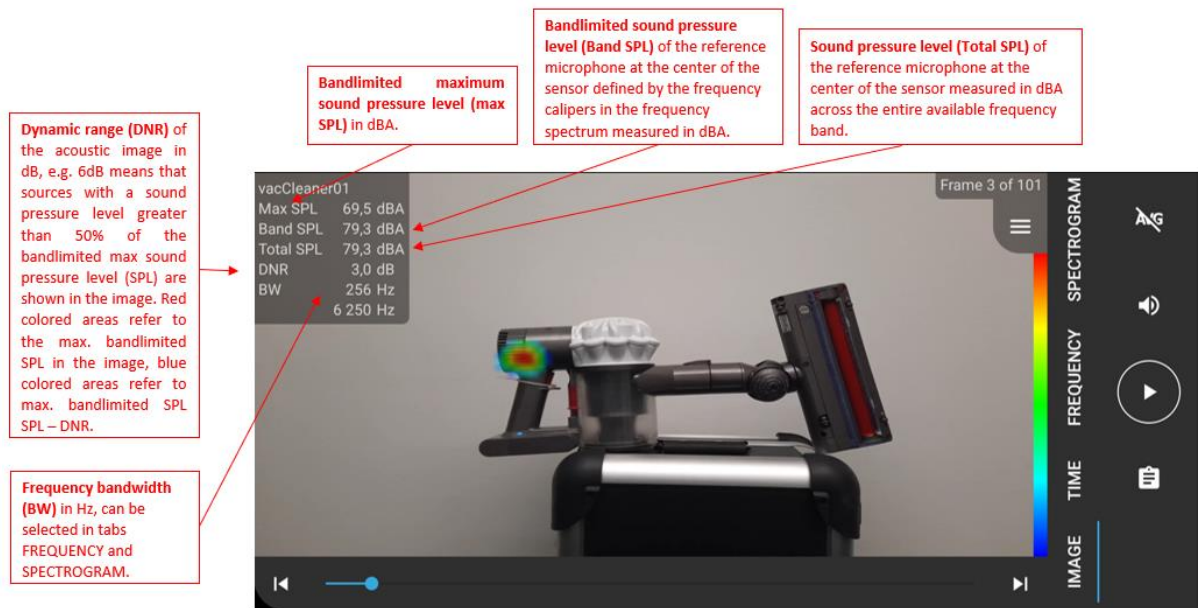 Bandlimited maximum
sound pressure level (max
SPL) in dBA.
Bandlimited sound pressure
level (Band SPL) of the reference
microphone at the center of the
sensor defined by the frequency
calipers in the frequency
spectrum measured in dBA.
Sound pressure level (Total SPL) of
the reference microphone at the
center of the sensor measured in dBA
across the entire available frequency
band.
Dynamic range (DNR) of
the acoustic image in
dB, e.g. 6dB means that
sources with a sound
pressure level greater
than 50% of the
bandlimited max sound
pressure level (SPL) are
shown in the image. Red
colored areas refer to
the max. bandlimited
SPL in the image, blue
colored areas refer to
max. bandlimited SPL
SPL – DNR.
Frequency bandwidth
(BW) in Hz, can be
selected in tabs
FREQUENCY and
SPECTROGRAM.
vacCleaner01
Max SPL 69,5 dBA
Band SPL 79,3 dBA
Total SPL 79,3 dBA
DNR 3,0 dB
BW 256 Hz
6 250 Hz
Frame 3 of 101
SPECTROGRAM
FREQUENCY
TIME
IMAGE
AVG